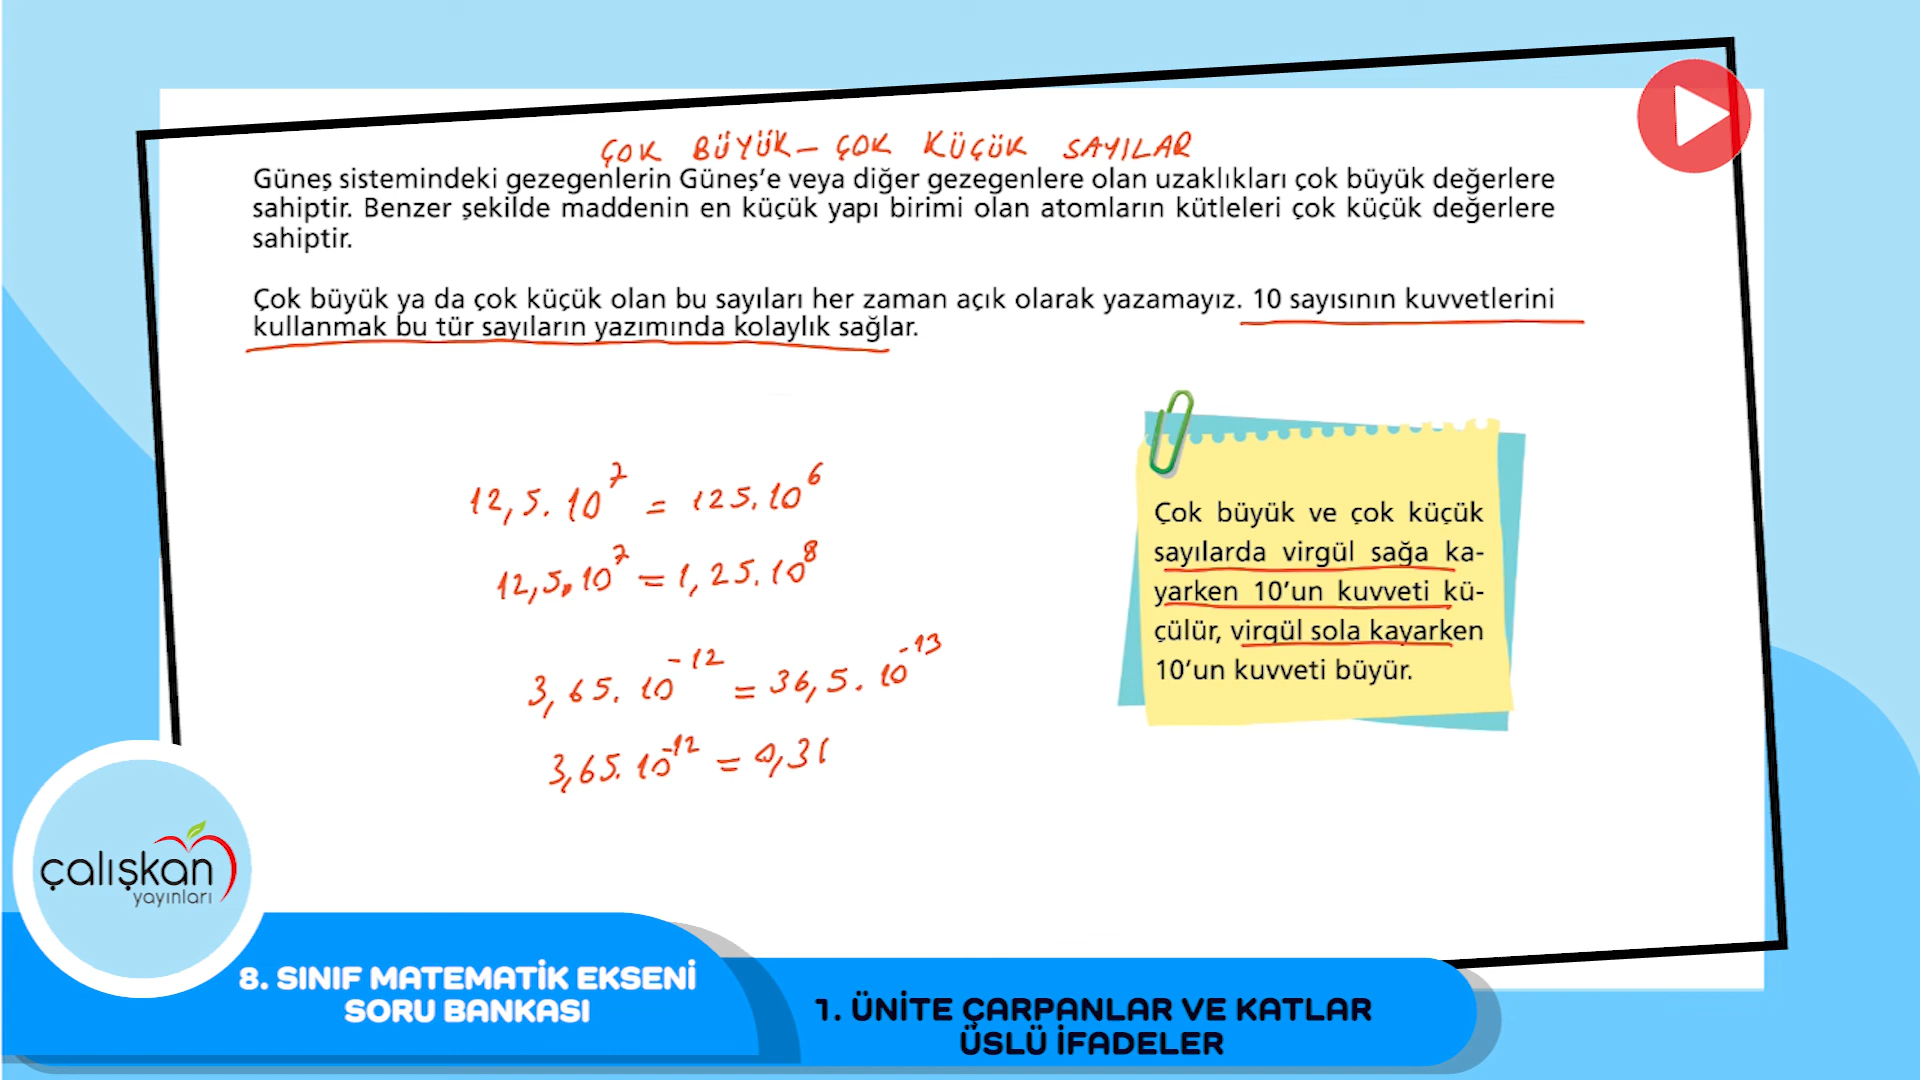 ÇOK BÜYÜK - ÇOK KÜÇÜK SAYILAR
Güneş sistemindeki gezegenlerin Güneş’e veya diğer gezegenlere olan uzaklıkları çok büyük değerlere
sahiptir. Benzer şekilde maddenin en küçük yapı birimi olan atomların kütleleri çok küçük değerlere
sahiptir.
Çok büyük ya da çok küçük olan bu sayıları her zaman açık olarak yazamayız. 10 sayısının kuvvetlerini
kullanmak bu tür sayıların yazımında kolaylık sağlar.
12,5.10⁷ = 125.10⁶
12,5.10⁷ = 1,25.10⁸
3,65.10⁻¹² = 36,5.10⁻¹³
3,65.10⁻¹² = 0,36
Çok büyük ve çok küçük
sayılarda virgül sağa ka-
yarken 10’un kuvveti kü-
çülür, virgül sola kayarken
10’un kuvveti büyür.
çalışkan
yayınları
8. SINIF MATEMATİK EKSENİ
SORU BANKASI
1. ÜNİTE ÇARPANLAR VE KATLAR
ÜSLÜ İFADELER